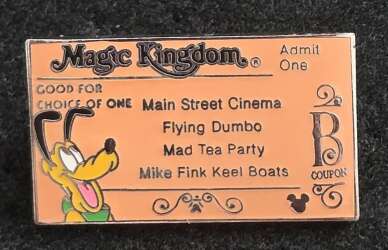 Magic Kingdom®
Admit
One
GOOD FOR
CHOICE OF ONE
Main Street Cinema
Flying Dumbo
Mad Tea Party
Mike Fink Keel Boats
B
COUPON